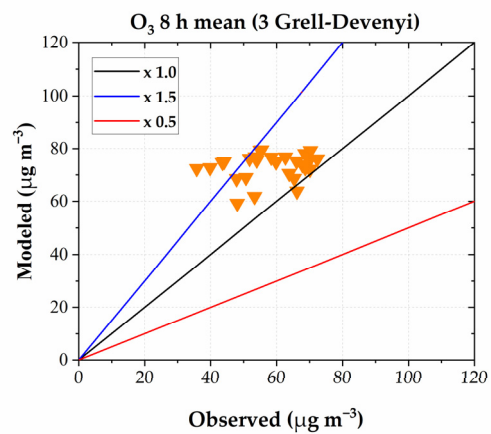 O₃ 8 h mean (3 Grell-Devenyi)
x 1.0
x 1.5
x 0.5
Modeled (μg m⁻³)
120
100
80
60
40
20
0
0 20 40 60 80 100 120
Observed (μg m⁻³)